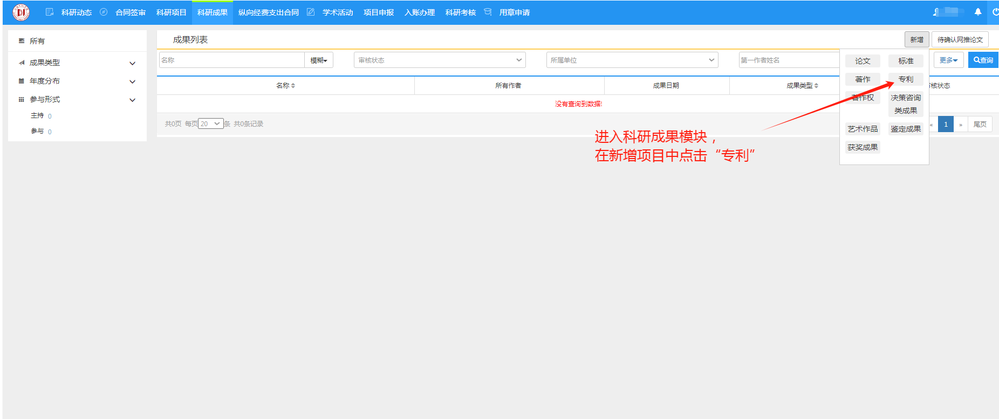 科研动态 合同签审 科研项目 科研成果 纵向经费支出合同 学术活动 项目申报 入账办理 科研考核 用章申请
所有
成果类型
年度分布
参与形式
主持 0
参与 0
成果列表
新增 待确认网推论文
名称 模糊 审核状态 所属单位 第一作者姓名 更多 查询
名称 所有作者 成果日期 成果类型 核状态
没有查询到数据!
共0页 每页 20 条 共0条记录
« 1 » 尾页
论文 标准
著作 专利
著作权 决策咨询
类成果
艺术作品 鉴定成果
获奖成果
进入科研成果模块，
在新增项目中点击“专利”